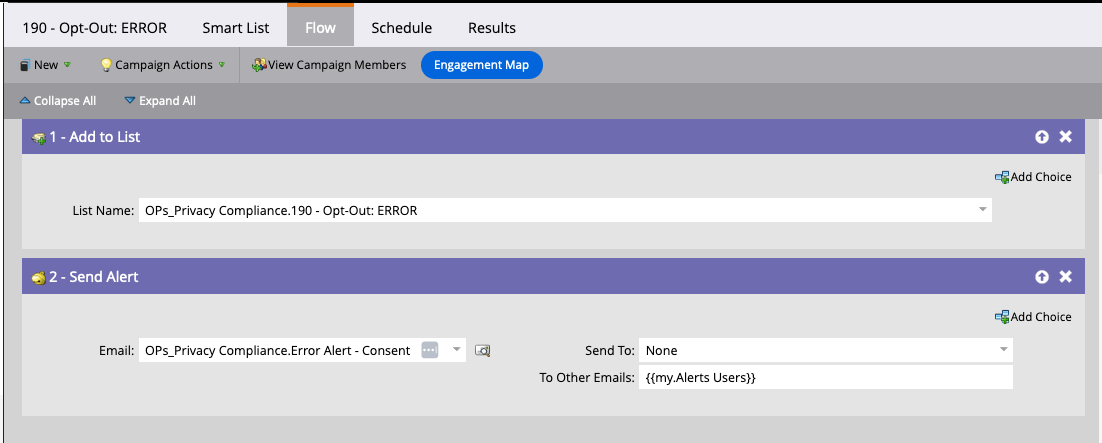 190 - Opt-Out: ERROR Smart List Flow Schedule Results
New Campaign Actions View Campaign Members Engagement Map
Collapse All Expand All
1 - Add to List
Add Choice
List Name: OPs_Privacy Compliance.190 - Opt-Out: ERROR
2 - Send Alert
Add Choice
Email: OPs_Privacy Compliance.Error Alert - Consent Send To: None
To Other Emails: {{my.Alerts Users}}